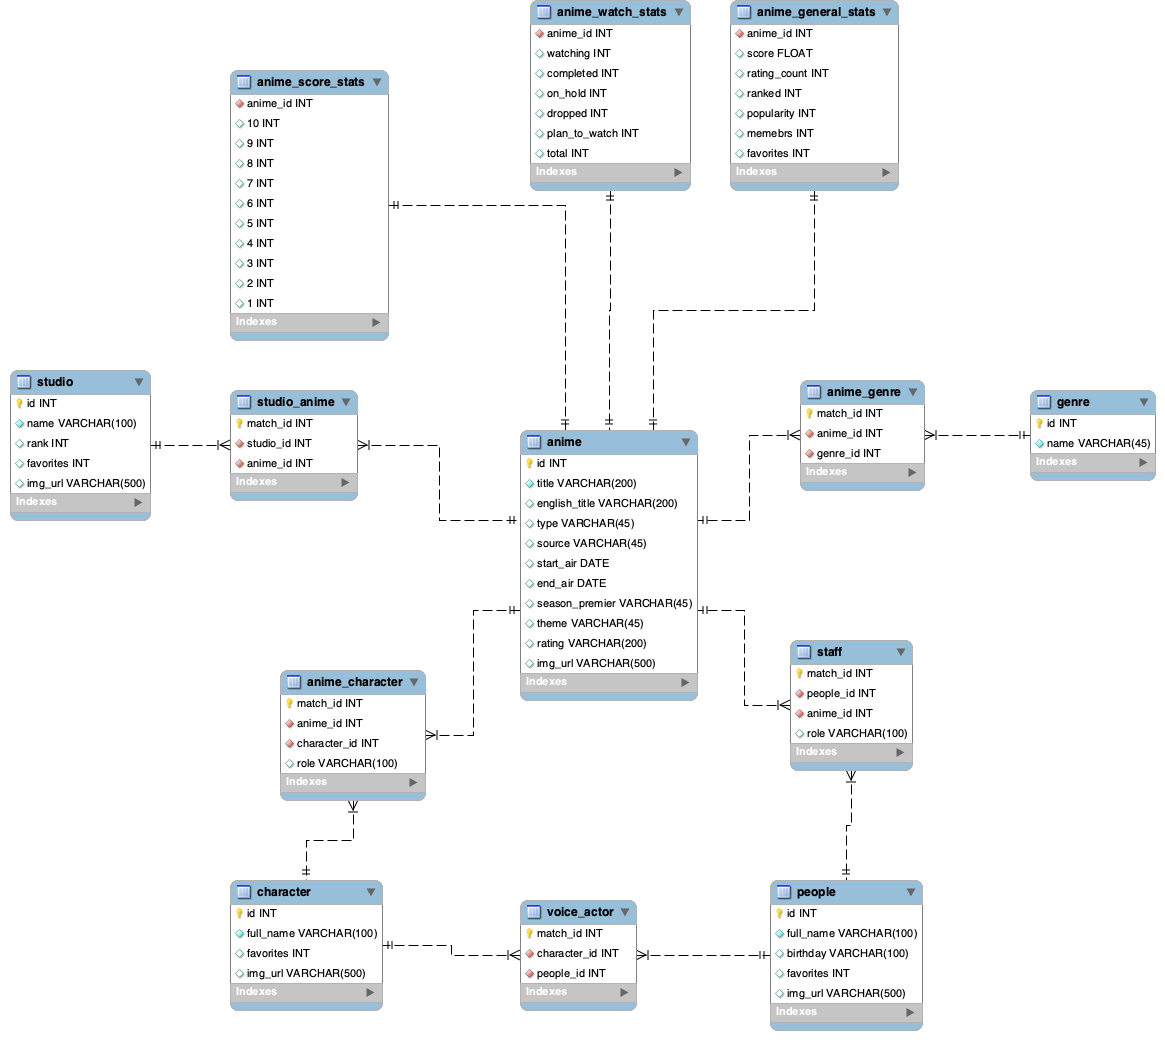 anime_watch_stats
anime_id INT
watching INT
completed INT
on_hold INT
dropped INT
plan_to_watch INT
total INT
Indexes
anime_general_stats
anime_id INT
score FLOAT
rating_count INT
ranked INT
popularity INT
memebrs INT
favorites INT
Indexes
anime_score_stats
anime_id INT
10 INT
9 INT
8 INT
7 INT
6 INT
5 INT
4 INT
3 INT
2 INT
1 INT
Indexes
studio
id INT
name VARCHAR(100)
rank INT
favorites INT
img_url VARCHAR(500)
Indexes
studio_anime
match_id INT
studio_id INT
anime_id INT
Indexes
anime
id INT
title VARCHAR(200)
english_title VARCHAR(200)
type VARCHAR(45)
source VARCHAR(45)
start_air DATE
end_air DATE
season_premier VARCHAR(45)
theme VARCHAR(45)
rating VARCHAR(200)
img_url VARCHAR(500)
Indexes
anime_genre
match_id INT
anime_id INT
genre_id INT
Indexes
genre
id INT
name VARCHAR(45)
Indexes
anime_character
match_id INT
anime_id INT
character_id INT
role VARCHAR(100)
Indexes
staff
match_id INT
people_id INT
anime_id INT
role VARCHAR(100)
Indexes
character
id INT
full_name VARCHAR(100)
favorites INT
img_url VARCHAR(500)
Indexes
voice_actor
match_id INT
character_id INT
people_id INT
Indexes
people
id INT
full_name VARCHAR(100)
birthday VARCHAR(100)
favorites INT
img_url VARCHAR(500)
Indexes